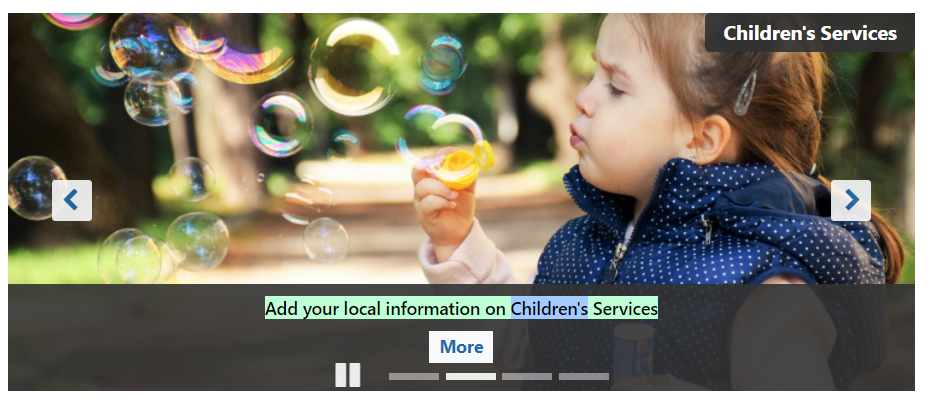 Children's Services
Add your local information on Children's Services
More